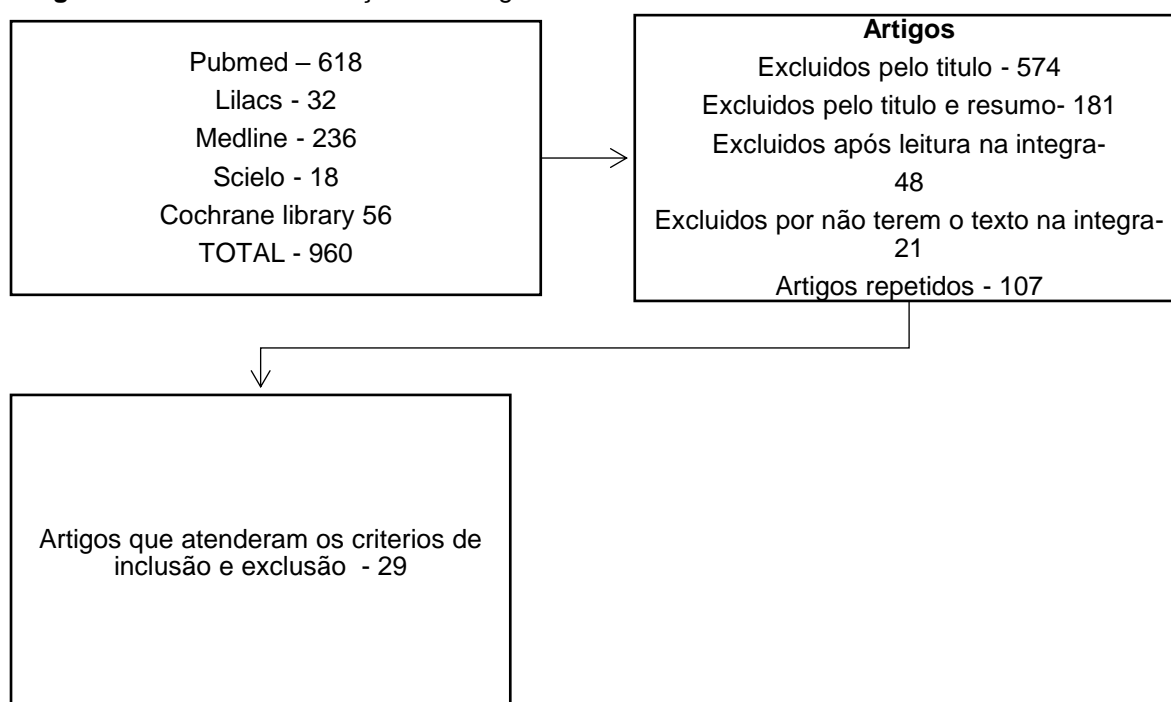 Pubmed – 618
Lilacs - 32
Medline - 236
Scielo - 18
Cochrane library 56
TOTAL - 960
Artigos
Excluidos pelo titulo - 574
Excluidos pelo titulo e resumo- 181
Excluidos após leitura na integra-
48
Excluidos por não terem o texto na integra-
21
Artigos repetidos - 107
Artigos que atenderam os criterios de
inclusão e exclusão - 29